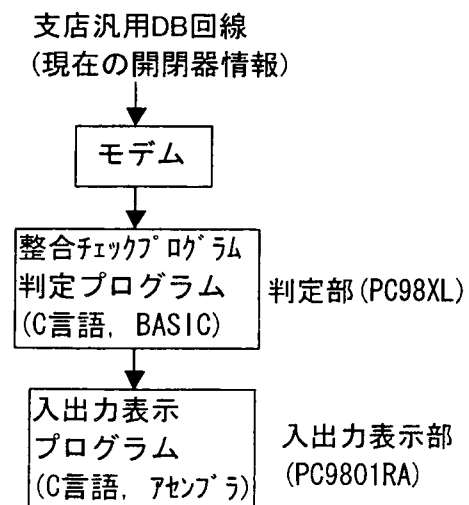 支店汎用DB回線
(現在の開閉器情報)
モデム
整合ﾁｪｯｸﾌﾟﾛｸﾞﾗﾑ
判定プログラム
(C言語, BASIC)
判定部(PC98XL)
入出力表示
プログラム
(C言語, ｱｾﾝﾌﾞﾗ)
入出力表示部
(PC9801RA)